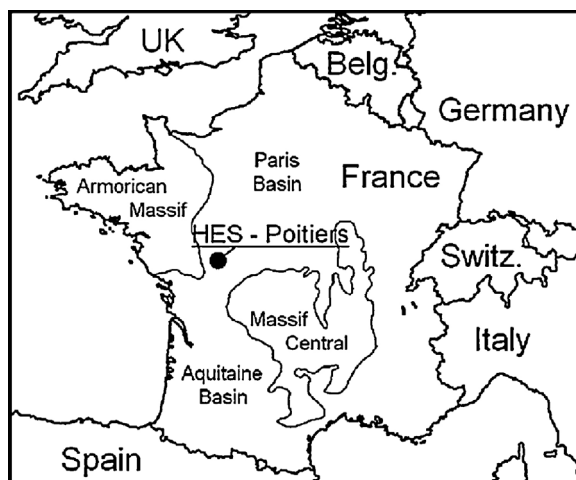 UK
Belg.
Germany
Paris
Basin
France
Armorican
Massif
HES - Poitiers
Switz.
Massif
Central
Italy
Aquitaine
Basin
Spain